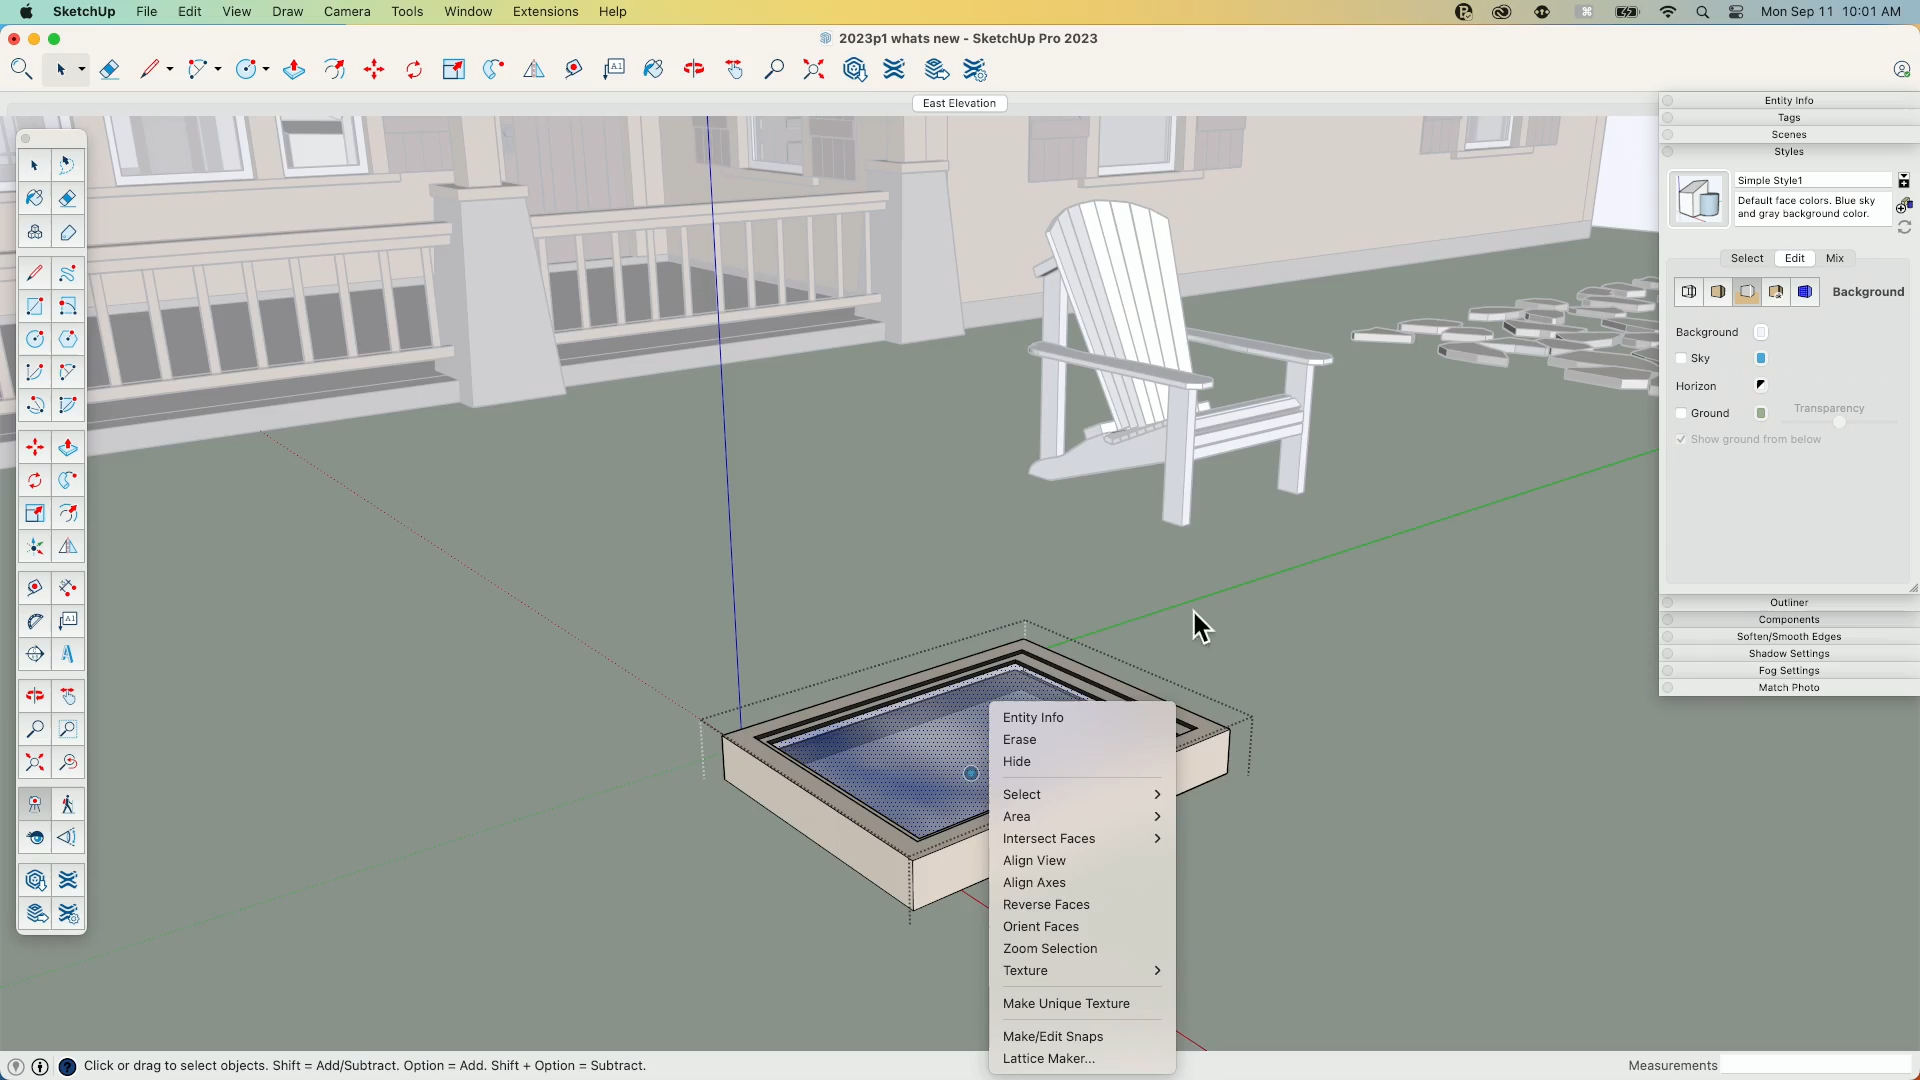 SketchUp File Edit View Draw Camera Tools Window Extensions Help Mon Sep 11 10:01 AM
2023p1 whats new - SketchUp Pro 2023
A1
East Elevation
Entity Info
Tags
Scenes
Styles
Simple Style1
Default face colors. Blue sky
and gray background color.
Select Edit Mix
Background
Background
Sky
Horizon
Ground Transparency
Show ground from below
Outliner
Components
Soften/Smooth Edges
Shadow Settings
Fog Settings
Match Photo
A1
Entity Info
Erase
Hide
Select
Area
Intersect Faces
Align View
Align Axes
Reverse Faces
Orient Faces
Zoom Selection
Texture
Make Unique Texture
Make/Edit Snaps
Lattice Maker...
Click or drag to select objects. Shift = Add/Subtract. Option = Add. Shift + Option = Subtract. Measurements